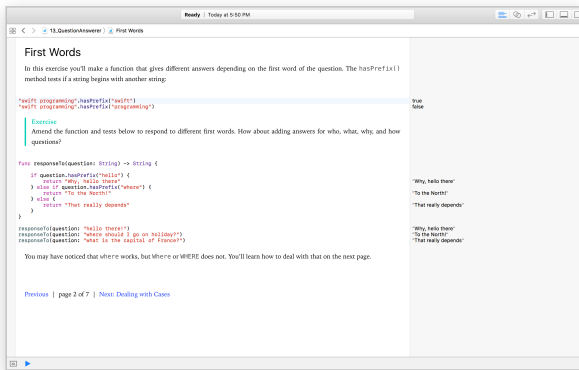 Ready | Today at 5:50 PM
13_QuestionAnswerer ⟩ First Words
First Words
In this exercise you'll make a function that gives different answers depending on the first word of the question. The hasPrefix()
method tests if a string begins with another string:
"swift programming".hasPrefix("swift") true
"swift programming".hasPrefix("programming") false
Exercise
Amend the function and tests below to respond to different first words. How about adding answers for who, what, why, and how
questions?
func responseTo(question: String) -> String {
if question.hasPrefix("hello") {
return "Why, hello there" "Why, hello there"
} else if question.hasPrefix("where") {
return "To the North!" "To the North!"
} else {
return "That really depends" "That really depends"
}
}
responseTo(question: "hello there!") "Why, hello there"
responseTo(question: "where should I go on holiday?") "To the North!"
responseTo(question: "what is the capital of France?") "That really depends"
You may have noticed that where works, but Where or WHERE does not. You'll learn how to deal with that on the next page.
Previous | page 2 of 7 | Next: Dealing with Cases